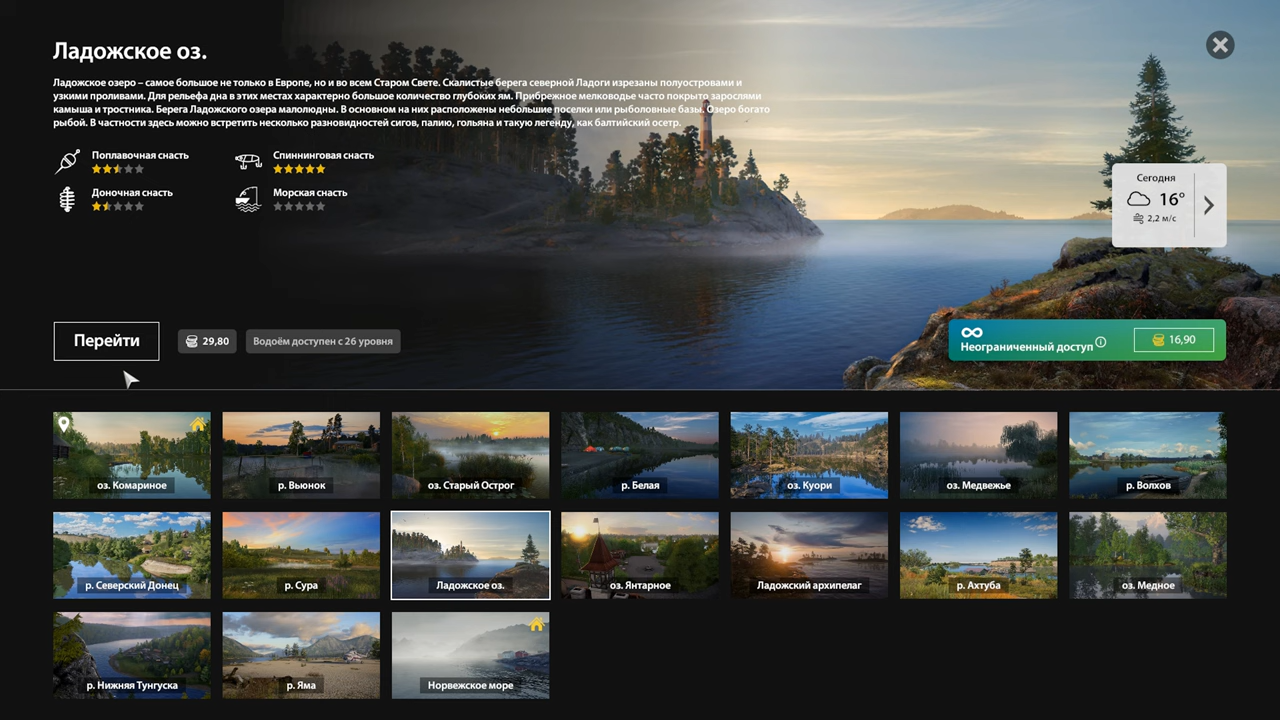 Ладожское оз.
Ладожское озеро – самое большое не только в Европе, но и во всем Старом Свете. Скалистые берега северной Ладоги изрезаны полуостровами и
узкими проливами. Для рельефа дна в этих местах характерно большое количество глубоких ям. Прибрежное мелководье часто покрыто зарослями
камыша и тростника. Берега Ладожского озера малолюдны. В основном на них расположены небольшие поселки или рыболовные базы. Озеро богато
рыбой. В частности здесь можно встретить несколько разновидностей сигов, палию, гольяна и такую легенду, как балтийский осетр.
Поплавочная снасть
Спиннинговая снасть
Доночная снасть
Морская снасть
Сегодня
16°
2,2 м/с
Перейти
29,80
Водоём доступен с 26 уровня
Неограниченный доступ
16,90
оз. Комариное
р. Вьюнок
оз. Старый Острог
р. Белая
оз. Куори
оз. Медвежье
р. Волхов
р. Северский Донец
р. Сура
Ладожское оз.
оз. Янтарное
Ладожский архипелаг
р. Ахтуба
оз. Медное
р. Нижняя Тунгуска
р. Яма
Норвежское море